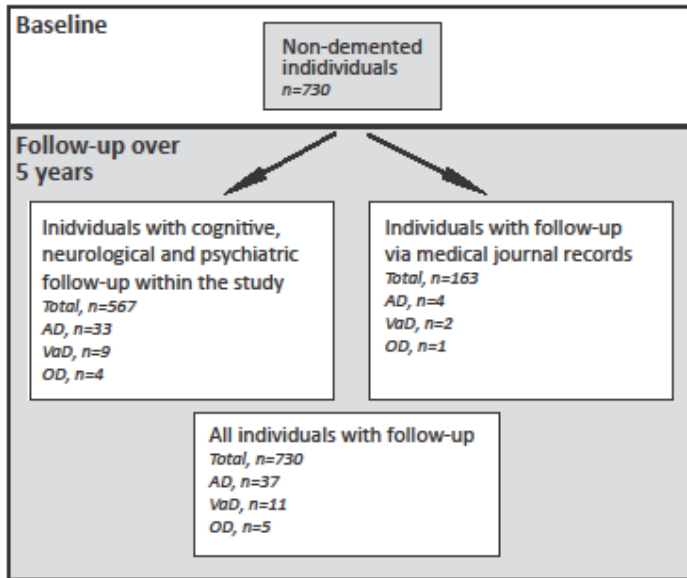 Baseline
Non-demented
indidividuals
n=730
Follow-up over
5 years
Inidviduals with cognitive,
neurological and psychiatric
follow-up within the study
Total, n=567
AD, n=33
VaD, n=9
OD, n=4
Individuals with follow-up
via medical journal records
Total, n=163
AD, n=4
VaD, n=2
OD, n=1
All individuals with follow-up
Total, n=730
AD, n=37
VaD, n=11
OD, n=5